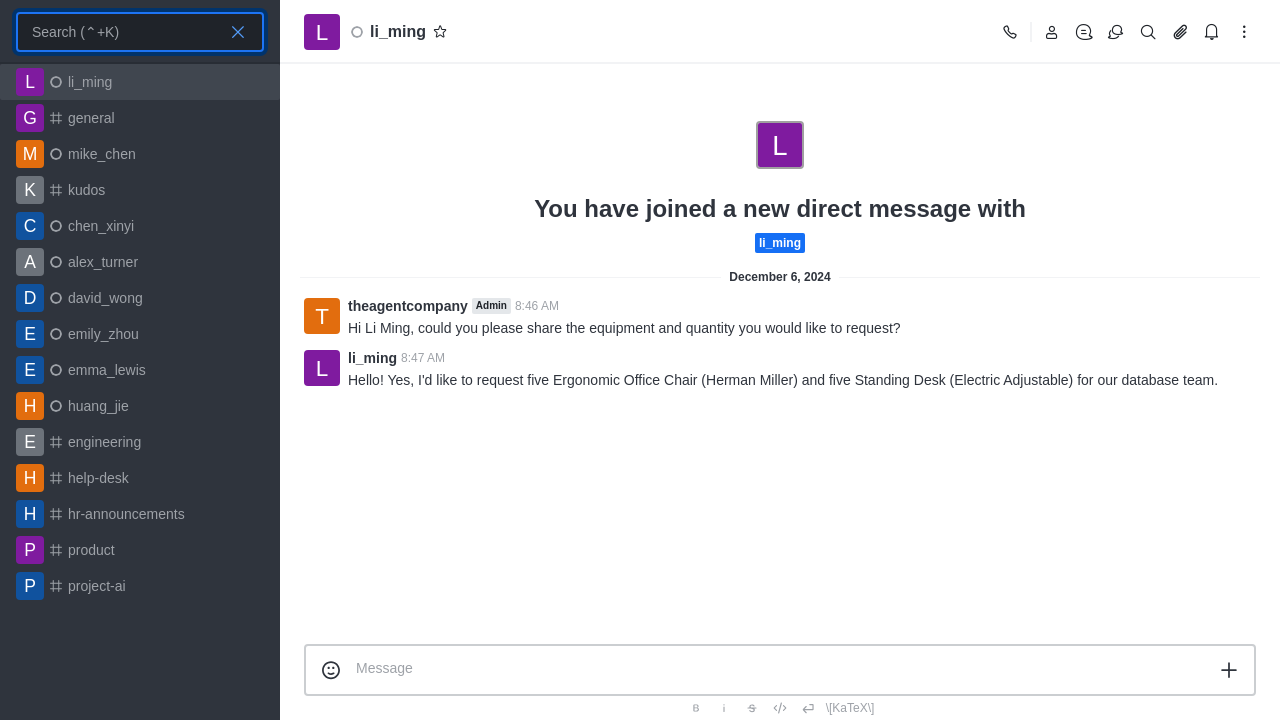 Search (⌃+K)
L li_ming
G general
M mike_chen
K kudos
C chen_xinyi
A alex_turner
D david_wong
E emily_zhou
E emma_lewis
H huang_jie
E engineering
H help-desk
H hr-announcements
P product
P project-ai
L li_ming
L
You have joined a new direct message with
li_ming
December 6, 2024
T theagentcompany Admin 8:46 AM
Hi Li Ming, could you please share the equipment and quantity you would like to request?
L li_ming 8:47 AM
Hello! Yes, I'd like to request five Ergonomic Office Chair (Herman Miller) and five Standing Desk (Electric Adjustable) for our database team.
Message
B i S </> \[KaTeX\]